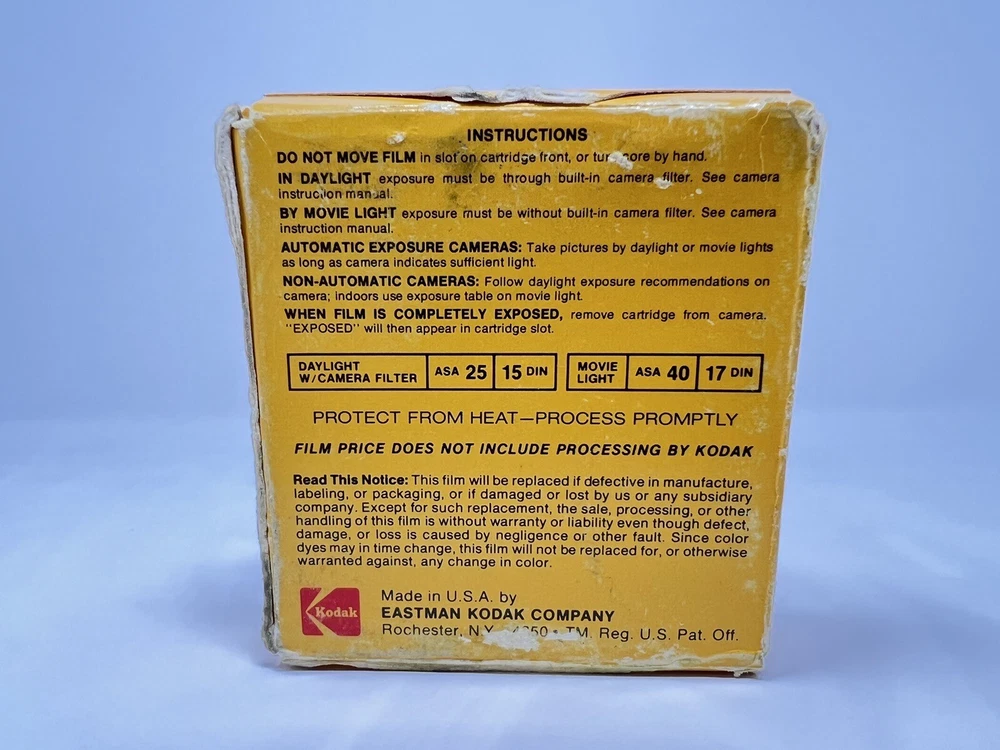 INSTRUCTIONS
DO NOT MOVE FILM in slot on cartridge front, or core by hand.
IN DAYLIGHT exposure must be through built-in camera filter. See camera
instruction manual.
BY MOVIE LIGHT exposure must be without built-in camera filter. See camera
instruction manual.
AUTOMATIC EXPOSURE CAMERAS: Take pictures by daylight or movie lights
as long as camera indicates sufficient light.
NON-AUTOMATIC CAMERAS: Follow daylight exposure recommendations on
camera; indoors use exposure table on movie light.
WHEN FILM IS COMPLETELY EXPOSED, remove cartridge from camera.
"EXPOSED" will then appear in cartridge slot.
DAYLIGHT W/CAMERA FILTER ASA 25 15 DIN MOVIE LIGHT ASA 40 17 DIN
PROTECT FROM HEAT—PROCESS PROMPTLY
FILM PRICE DOES NOT INCLUDE PROCESSING BY KODAK
Read This Notice: This film will be replaced if defective in manufacture,
labeling, or packaging, or if damaged or lost by us or any subsidiary
company. Except for such replacement, the sale, processing, or other
handling of this film is without warranty or liability even though defect,
damage, or loss is caused by negligence or other fault. Since color
dyes may in time change, this film will not be replaced for, or otherwise
warranted against, any change in color.
Kodak
Made in U.S.A. by
EASTMAN KODAK COMPANY
Rochester, N.Y. TM. Reg. U.S. Pat. Off.